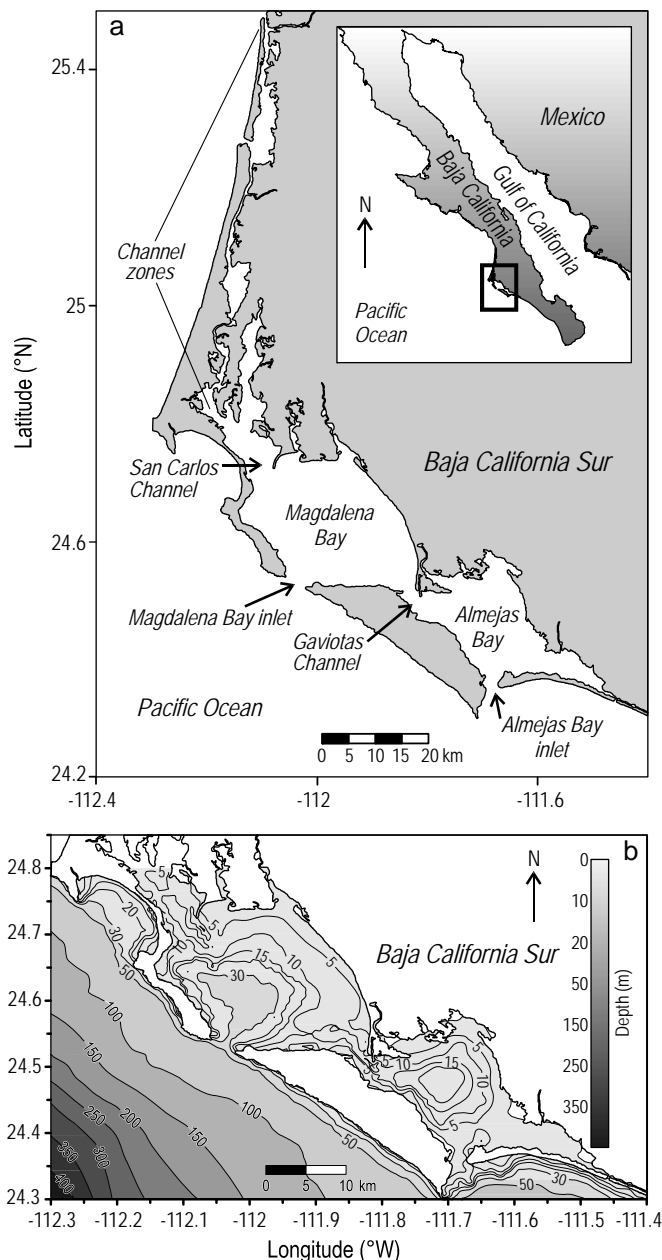 a
25.4
25
24.6
24.2
Latitude (°N)
-112.4
-112
-111.6
Channel
zones
San Carlos
Channel
Magdalena
Bay
Magdalena Bay inlet
Gaviotas
Channel
Almejas
Bay
Almejas Bay
inlet
Baja California Sur
Pacific Ocean
0 5 10 15 20 km
Mexico
Baja California
Gulf of California
N
Pacific
Ocean
b
24.8
24.7
24.6
24.5
24.4
24.3
-112.3
-112.2
-112.1
-112
-111.9
-111.8
-111.7
-111.6
-111.5
-111.4
Longitude (°W)
N
Baja California Sur
0
10
20
50
150
250
350
Depth (m)
5
20
30
50
10
5
15
10
5
30
100
150
200
250
300
350
400
150
100
50
5
5
10
15
10
5
5
30
50
0 5 10 km